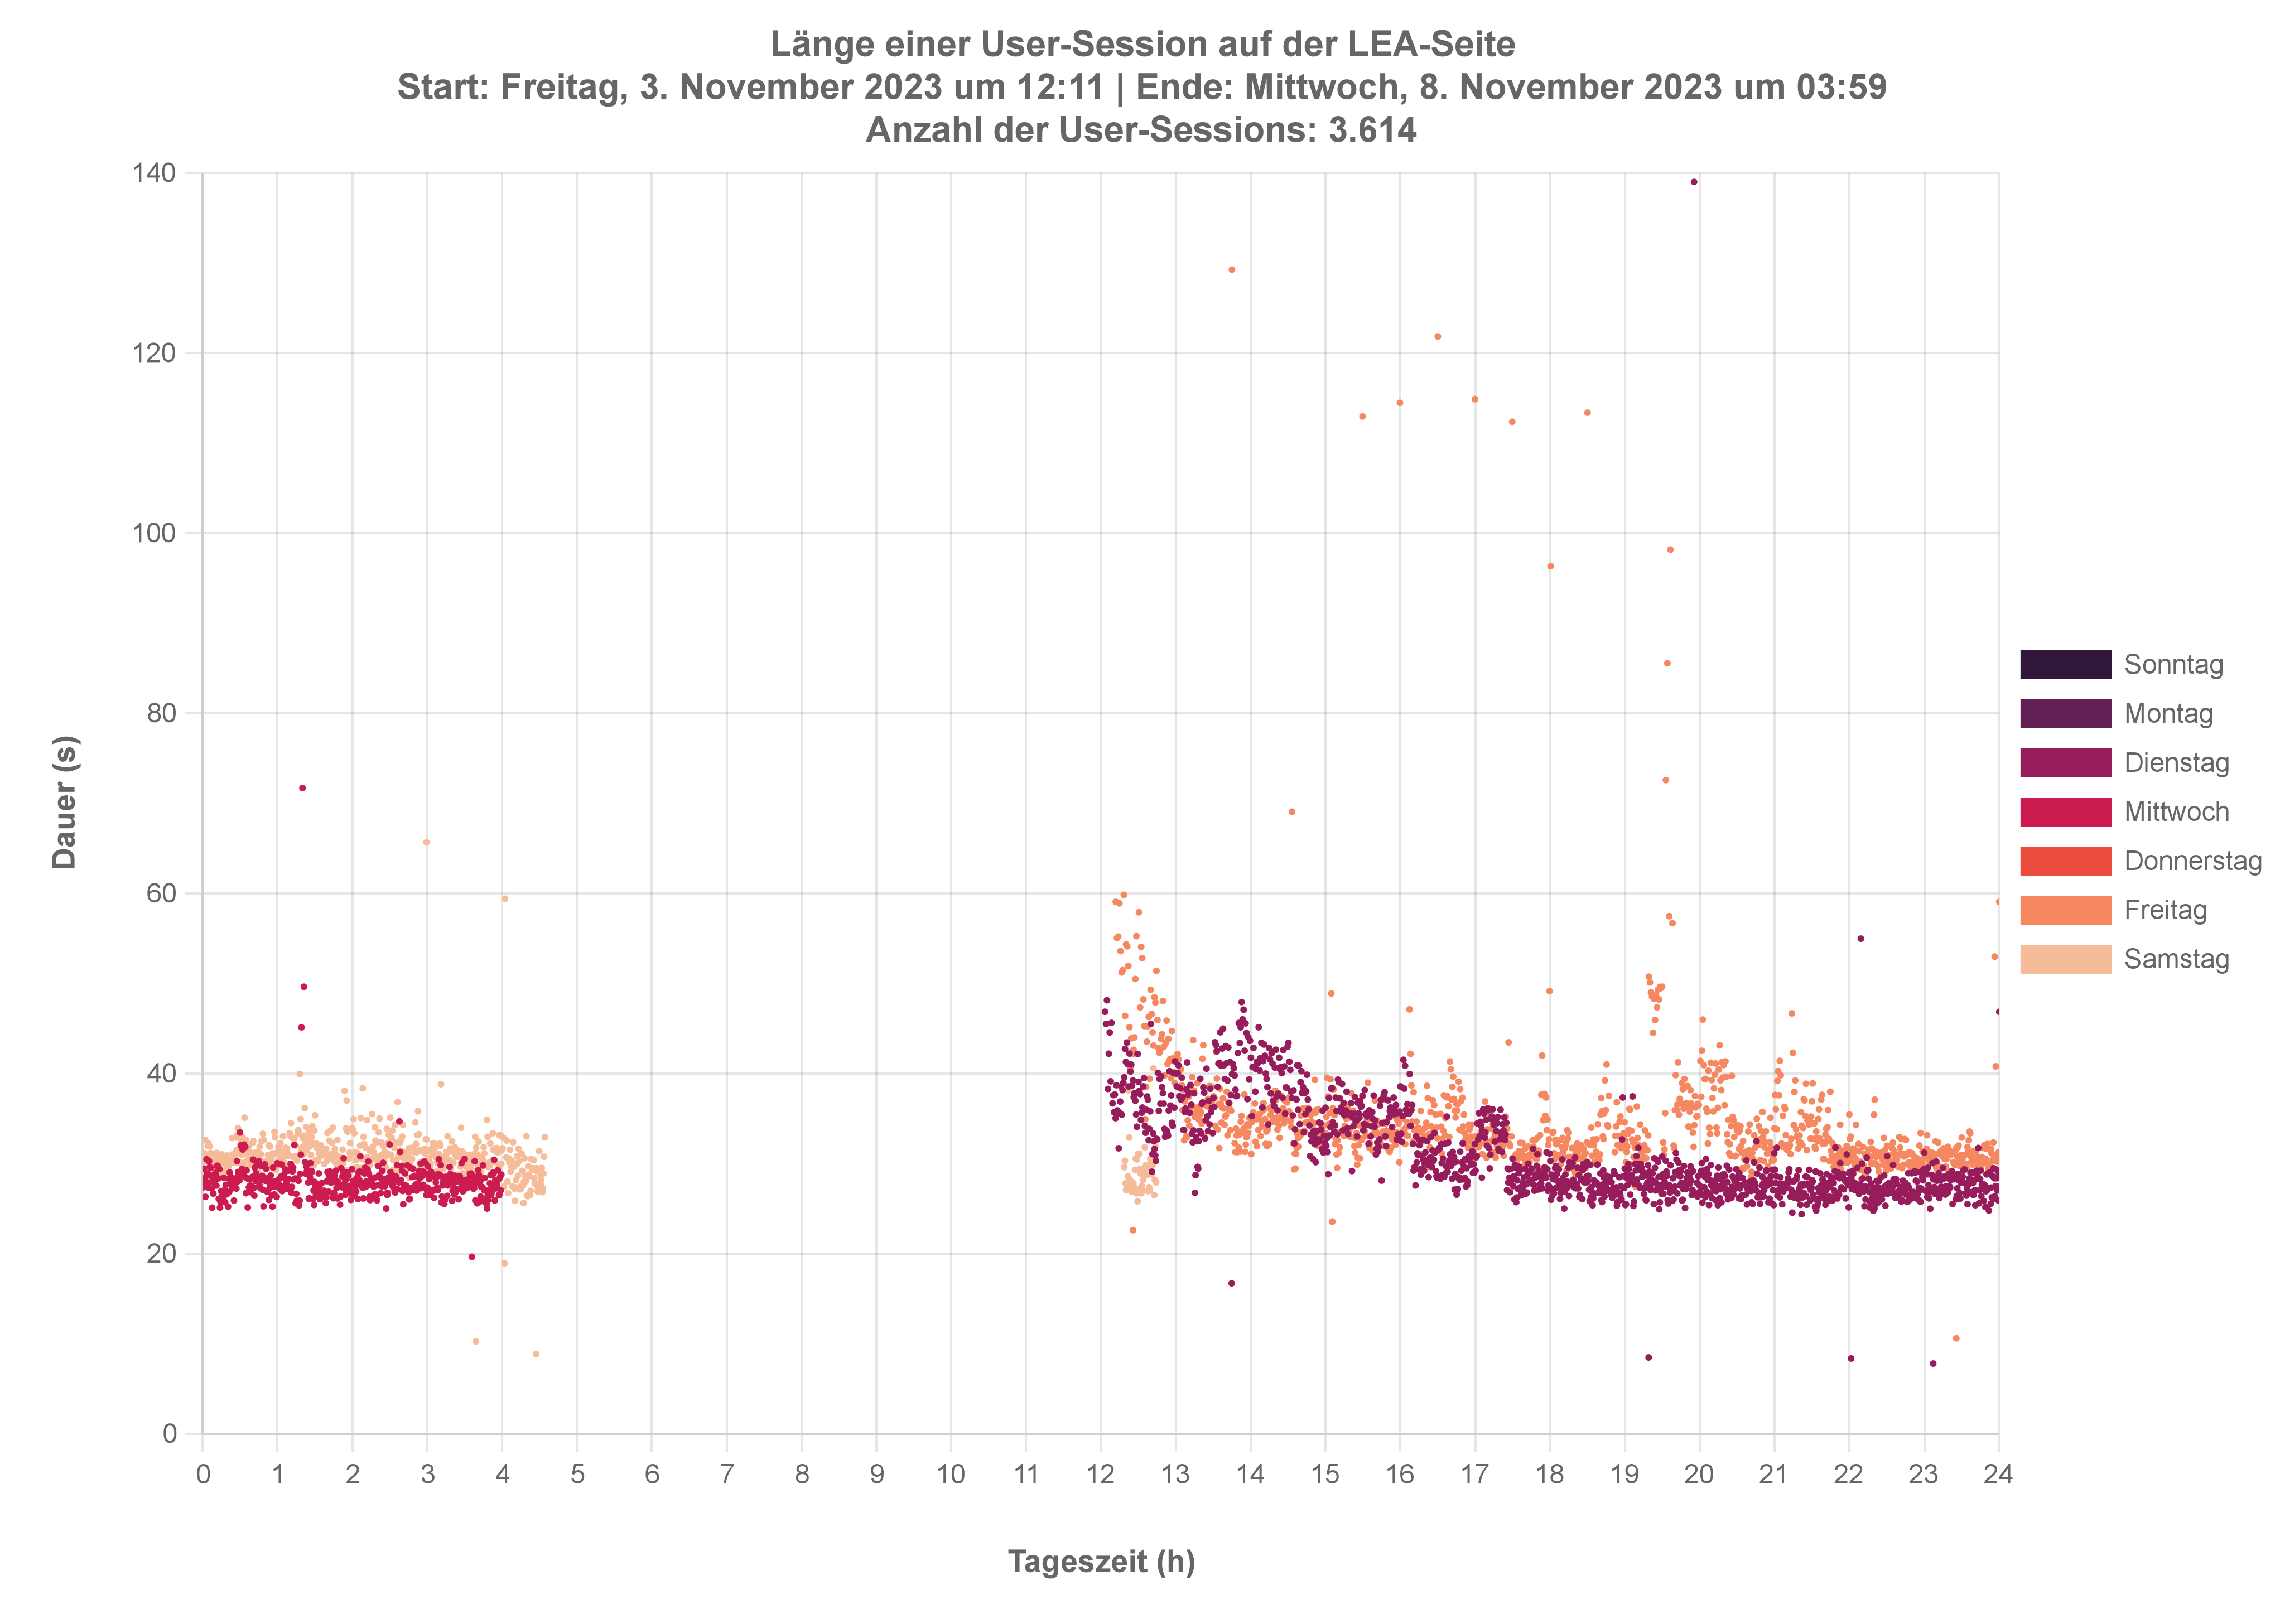 Länge einer User-Session auf der LEA-Seite
Start: Freitag, 3. November 2023 um 12:11 | Ende: Mittwoch, 8. November 2023 um 03:59
Anzahl der User-Sessions: 3.614
140
120
100
80
60
40
20
0
Dauer (s)
0 1 2 3 4 5 6 7 8 9 10 11 12 13 14 15 16 17 18 19 20 21 22 23 24
Tageszeit (h)
Sonntag
Montag
Dienstag
Mittwoch
Donnerstag
Freitag
Samstag